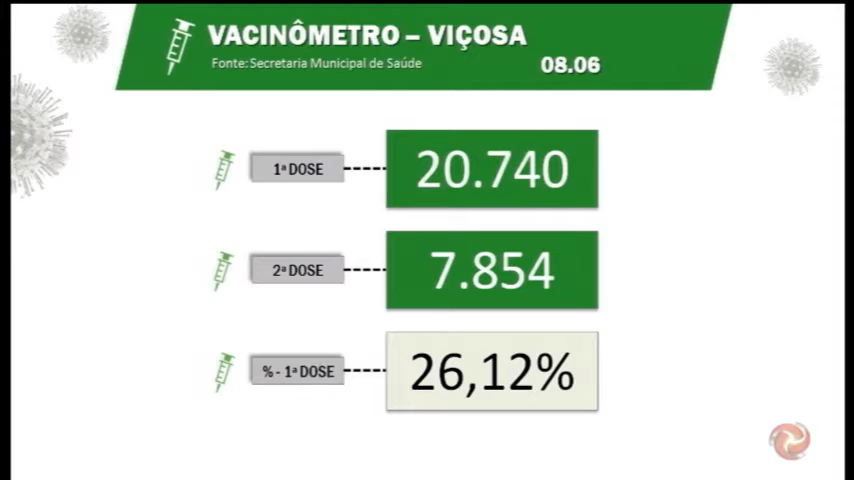 VACINÔMETRO – VIÇOSA
Fonte: Secretaria Municipal de Saúde
08.06
1ª DOSE
20.740
2ª DOSE
7.854
% - 1ª DOSE
26,12%